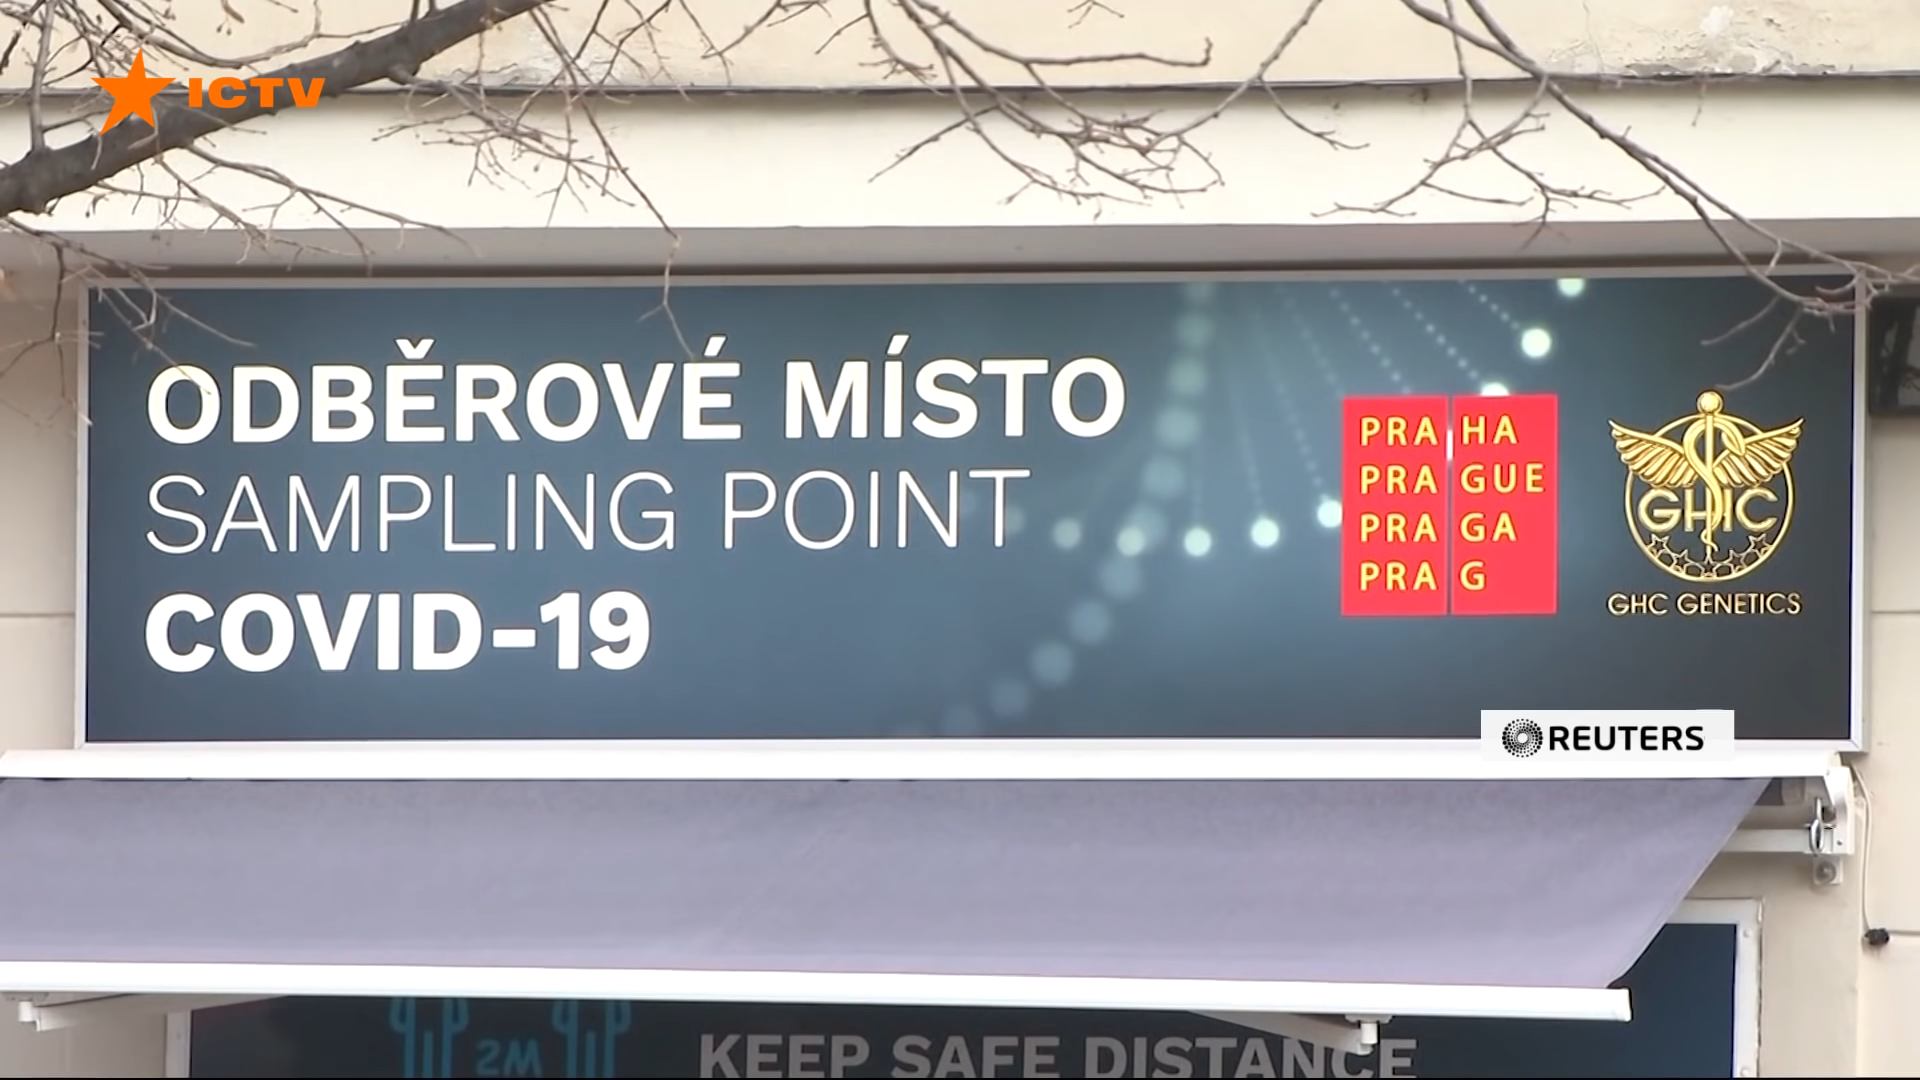 ICTV
ODBĚROVÉ MÍSTO
SAMPLING POINT
COVID-19
PRA HA
PRA GUE
PRA GA
PRA G
GHC
GHC GENETICS
REUTERS
2M
KEEP SAFE DISTANCE